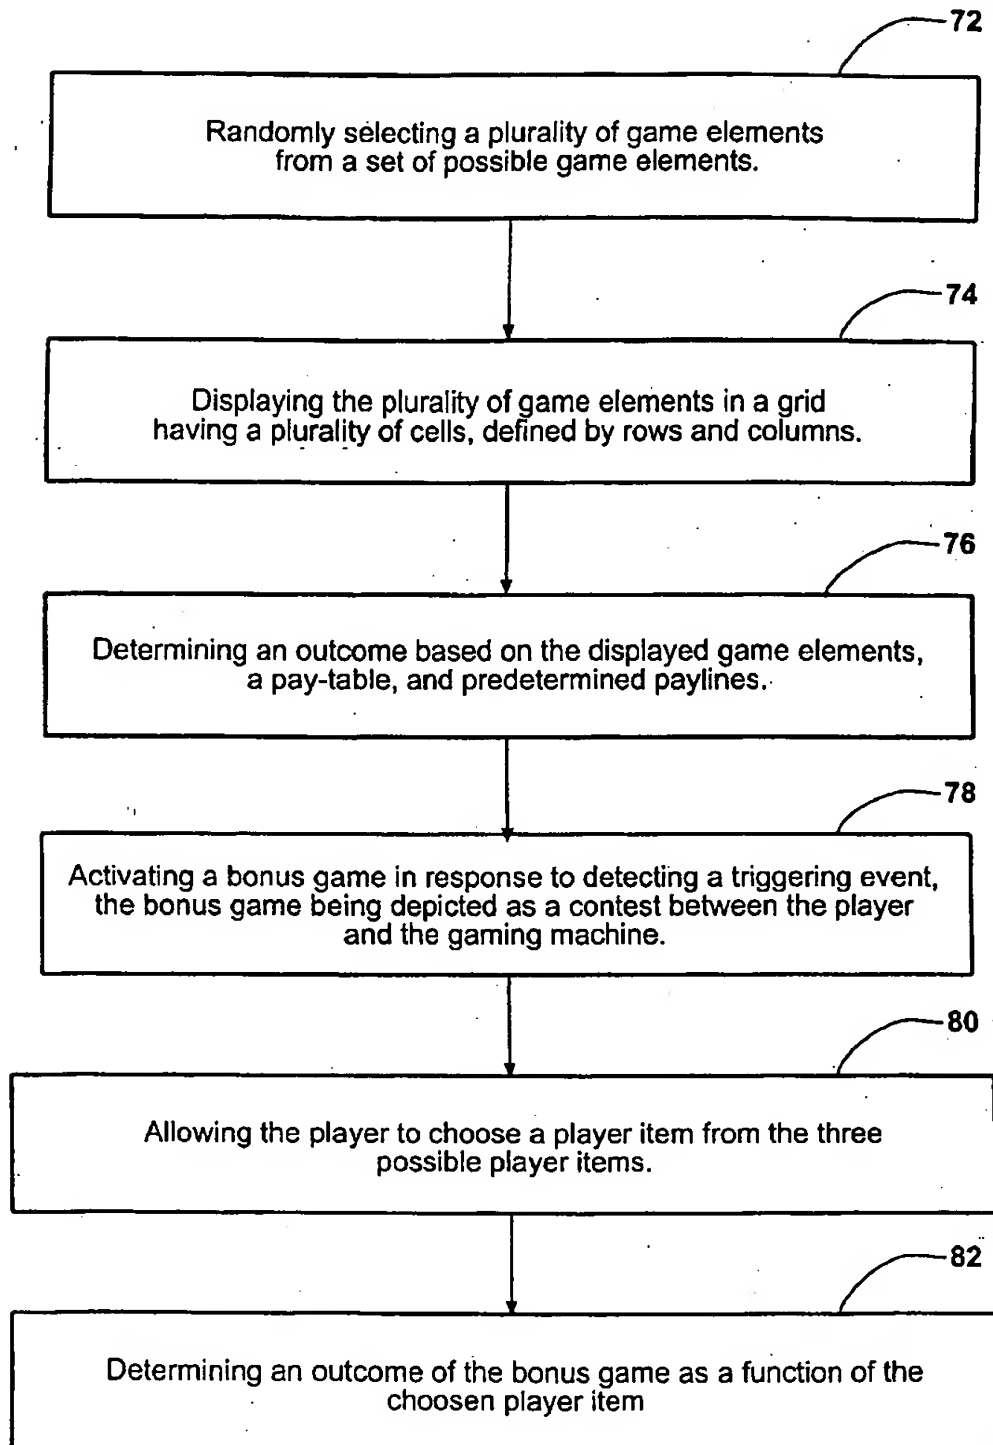 72
Randomly selecting a plurality of game elements
from a set of possible game elements.
74
Displaying the plurality of game elements in a grid
having a plurality of cells, defined by rows and columns.
76
Determining an outcome based on the displayed game elements,
a pay-table, and predetermined paylines.
78
Activating a bonus game in response to detecting a triggering event,
the bonus game being depicted as a contest between the player
and the gaming machine.
80
Allowing the player to choose a player item from the three
possible player items.
82
Determining an outcome of the bonus game as a function of the
choosen player item